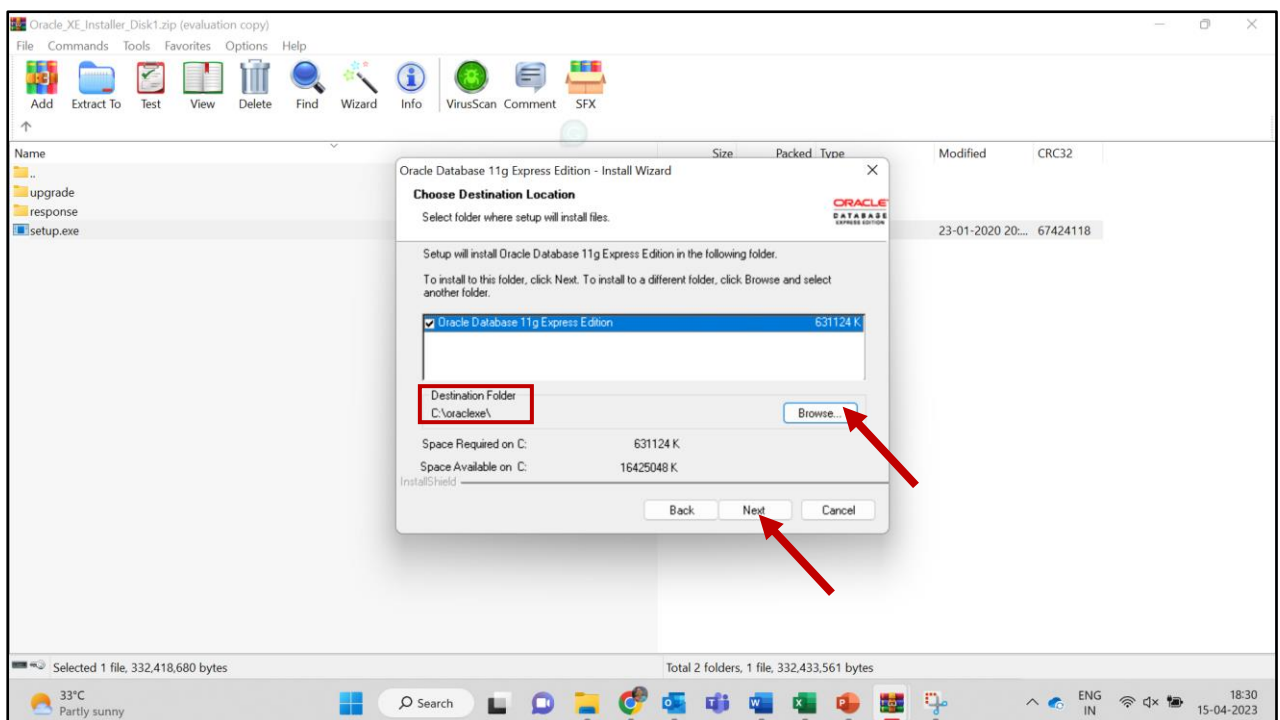 Oracle_XE_Installer_Disk1.zip (evaluation copy)
File Commands Tools Favorites Options Help
Add Extract To Test View Delete Find Wizard Info VirusScan Comment SFX
Name Size Packed Type Modified CRC32
..
upgrade
response
setup.exe 23-01-2020 20:... 67424118
Oracle Database 11g Express Edition - Install Wizard
Choose Destination Location
Select folder where setup will install files.
ORACLE
DATABASE
EXPRESS EDITION
Setup will install Oracle Database 11g Express Edition in the following folder.
To install to this folder, click Next. To install to a different folder, click Browse and select
another folder.
Oracle Database 11g Express Edition 631124 K
Destination Folder
C:\oraclexe\
Browse...
Space Required on C: 631124 K
Space Available on C: 16425048 K
InstallShield
Back Next Cancel
Selected 1 file, 332,418,680 bytes Total 2 folders, 1 file, 332,433,561 bytes
33°C
Partly sunny
Search
ENG
IN
18:30
15-04-2023